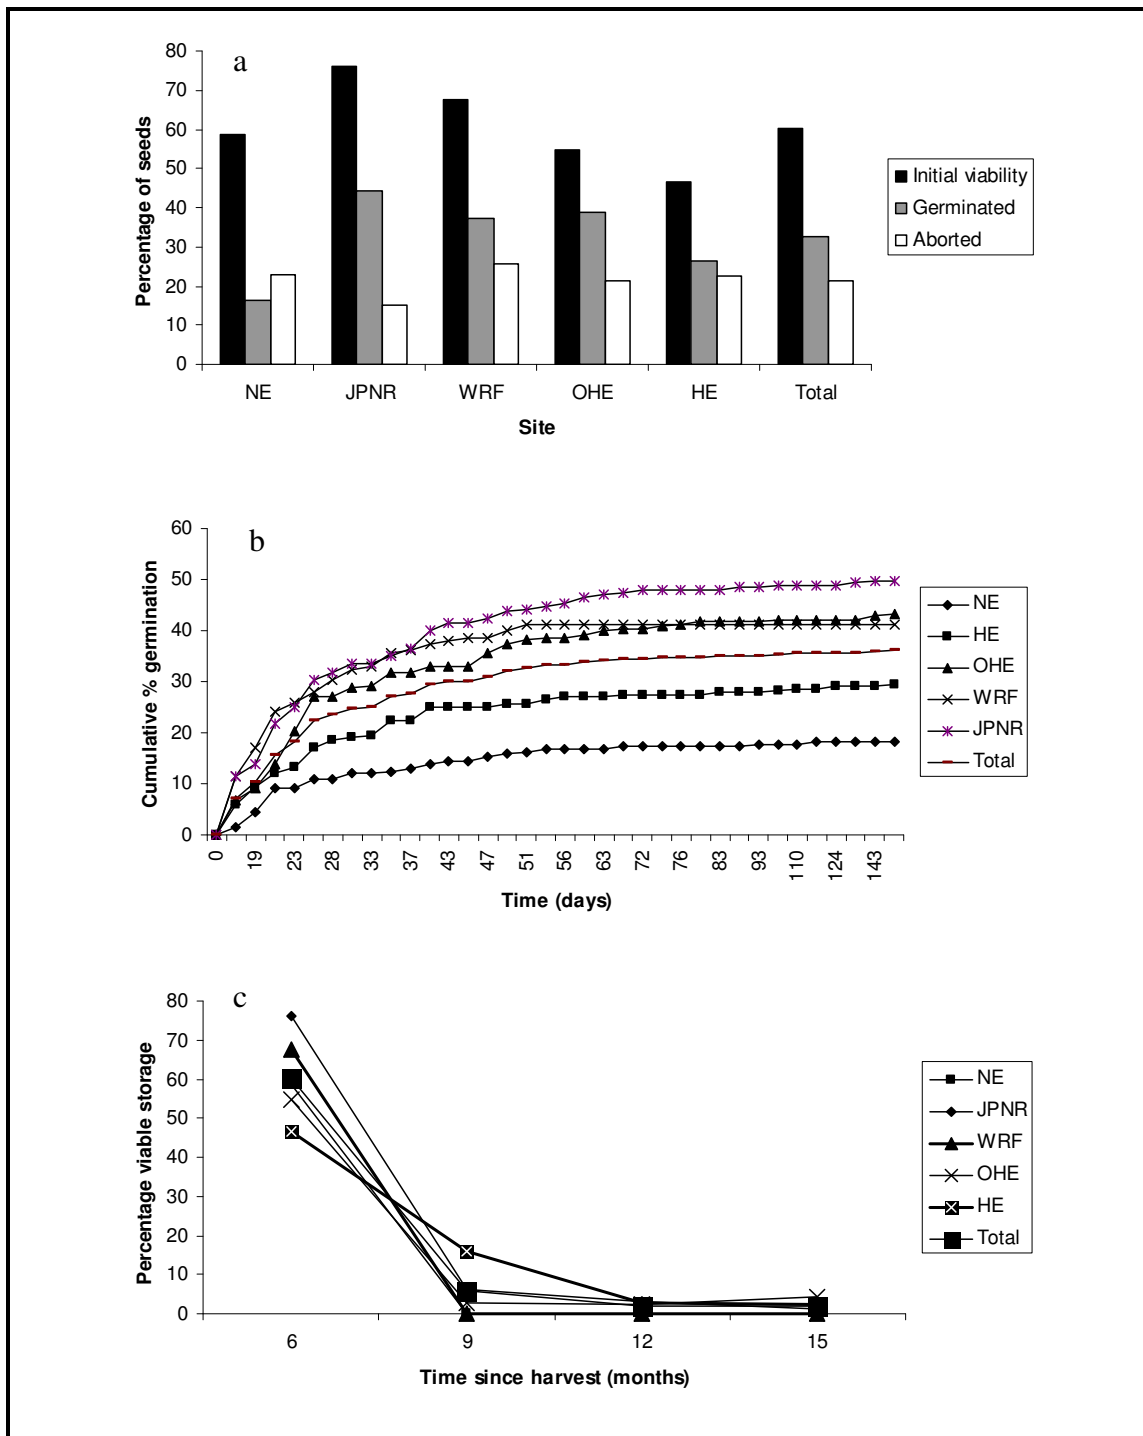 a
80
70
60
50
40
30
20
10
0
Percentage of seeds
NE JPNR WRF OHE HE Total
Site
Initial viability
Germinated
Aborted
b
60
50
40
30
20
10
0
Cumulative % germination
0 19 23 28 33 37 43 47 51 56 63 72 76 83 93 110 124 143
Time (days)
NE
HE
OHE
WRF
JPNR
Total
c
80
70
60
50
40
30
20
10
0
Percentage viable storage
6 9 12 15
Time since harvest (months)
NE
JPNR
WRF
OHE
HE
Total